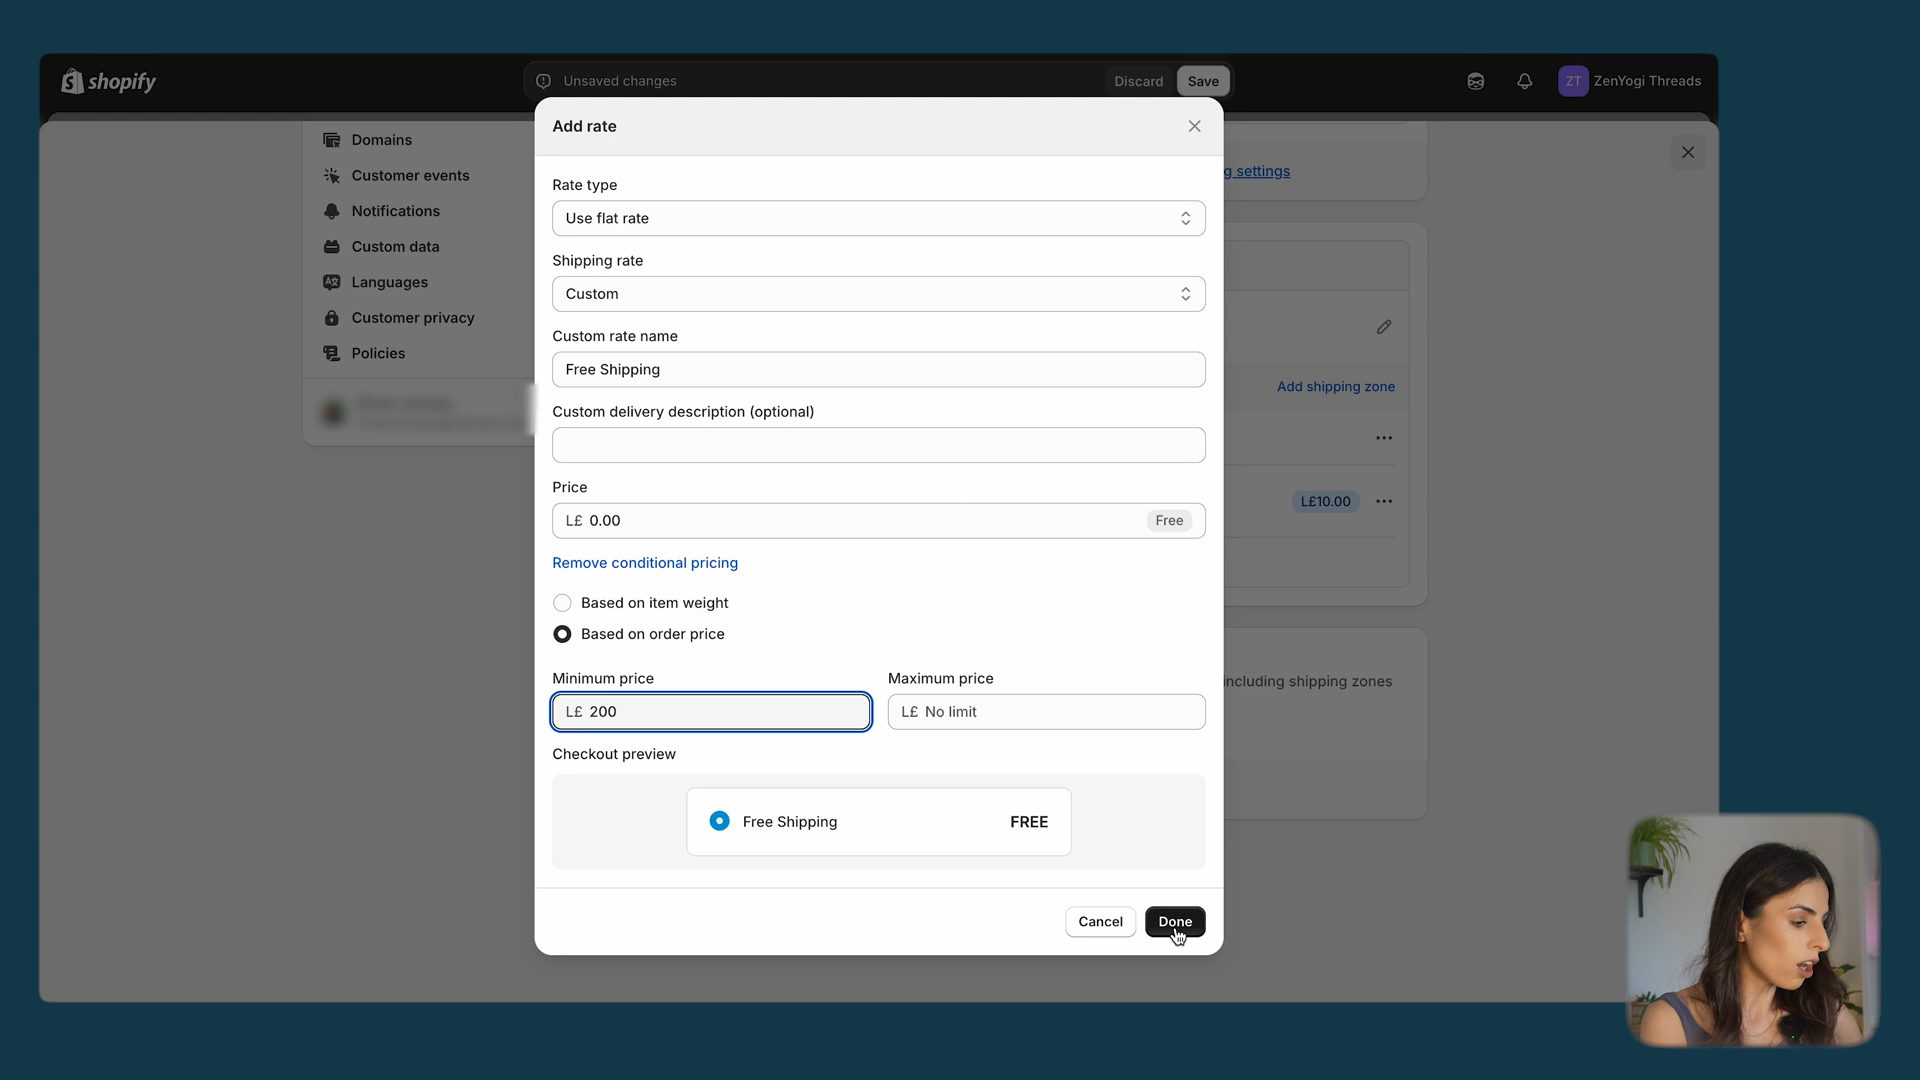 shopify
Unsaved changes
Discard
Save
ZT
ZenYogi Threads
Domains
Customer events
Notifications
Custom data
Languages
Customer privacy
Policies
Add rate
Rate type
Use flat rate
Shipping rate
Custom
Custom rate name
Free Shipping
Custom delivery description (optional)
Price
L£ 0.00
Free
Remove conditional pricing
Based on item weight
Based on order price
Minimum price
Maximum price
L£ 200
L£ No limit
Checkout preview
Free Shipping
FREE
Cancel
Done
g settings
Add shipping zone
L£10.00
including shipping zones